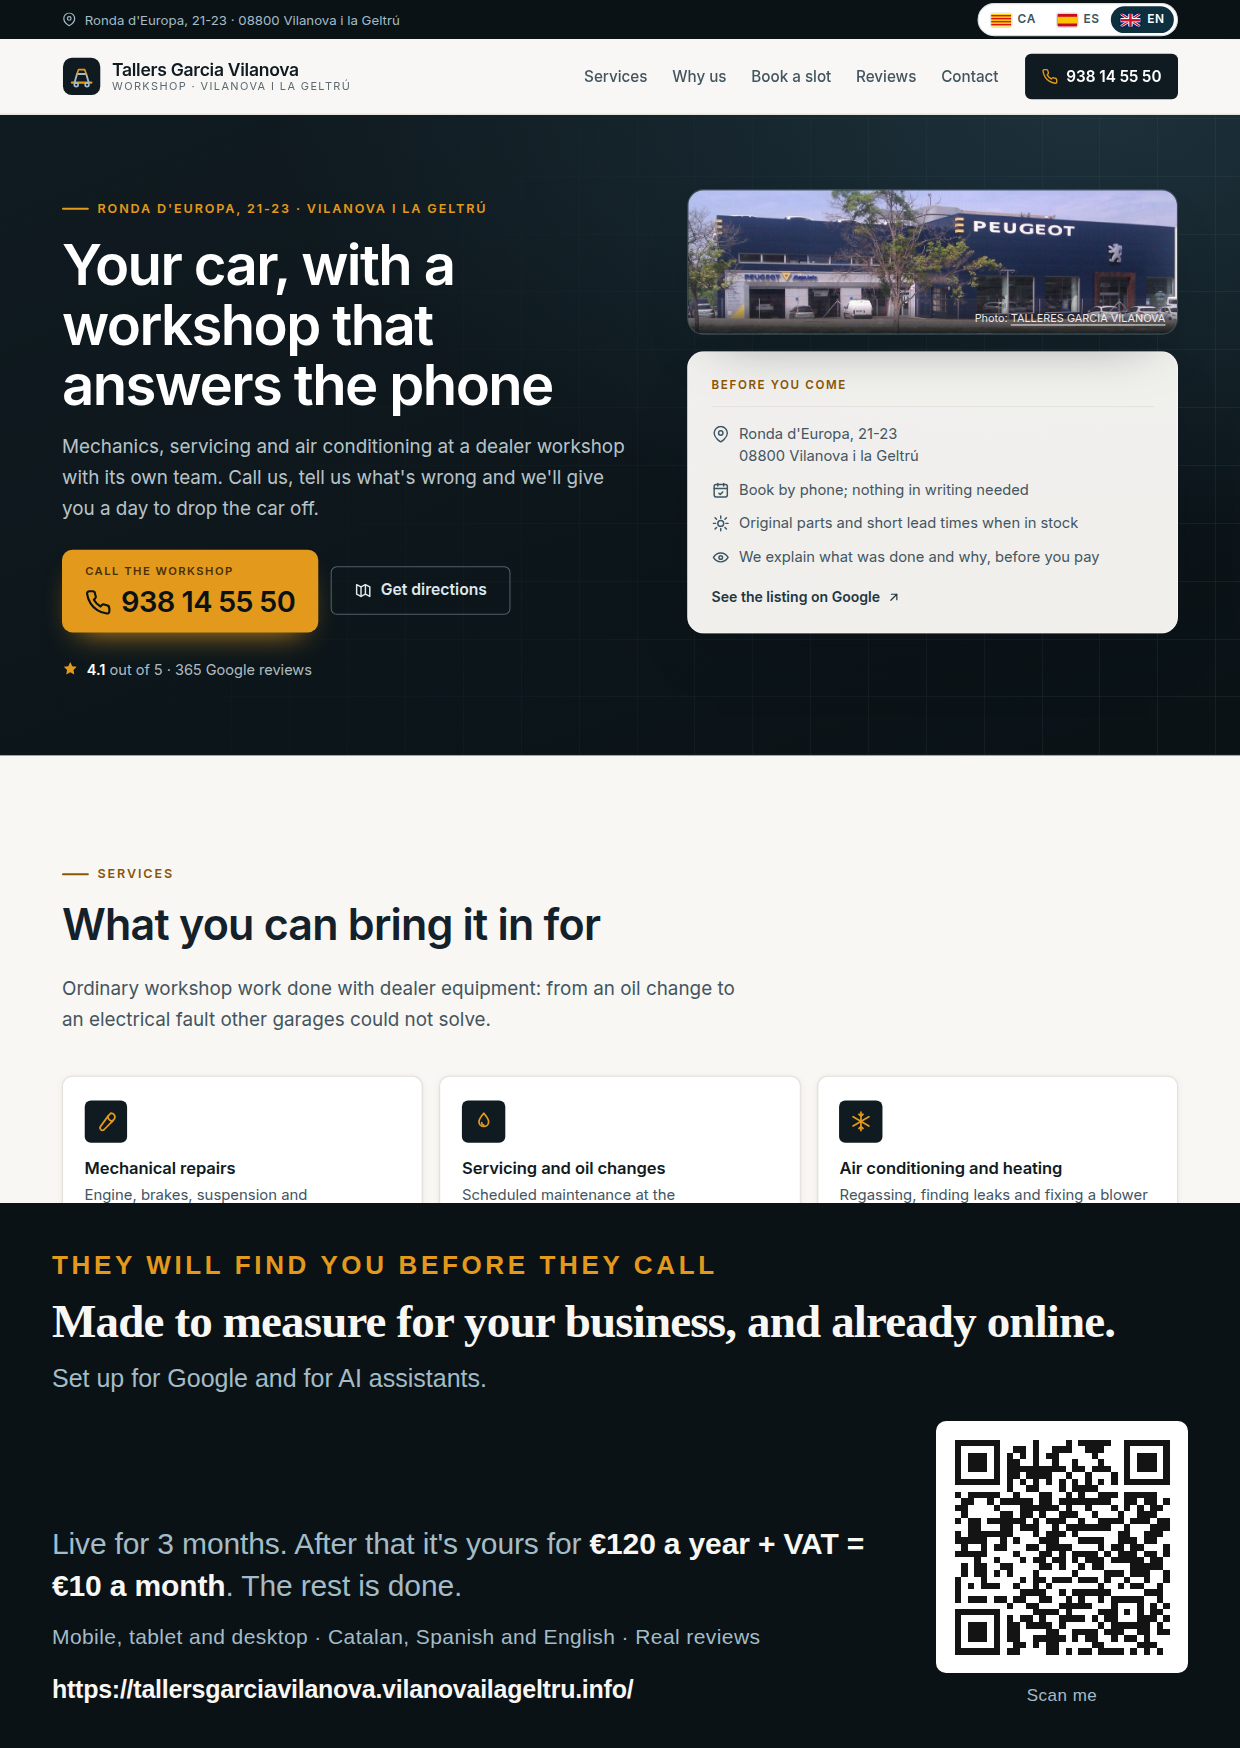 Ronda d'Europa, 21-23 · 08800 Vilanova i la Geltrú
CA
ES
EN
Tallers Garcia Vilanova
WORKSHOP · VILANOVA I LA GELTRÚ
Services
Why us
Book a slot
Reviews
Contact
938 14 55 50
RONDA D'EUROPA, 21-23 · VILANOVA I LA GELTRÚ
Your car, with a
workshop that
answers the phone
Mechanics, servicing and air conditioning at a dealer workshop
with its own team. Call us, tell us what's wrong and we'll give
you a day to drop the car off.
CALL THE WORKSHOP
938 14 55 50
Get directions
4.1 out of 5 · 365 Google reviews
PEUGEOT
PEUGEOT
Photo: TALLERES GARCIA VILANOVA
BEFORE YOU COME
Ronda d'Europa, 21-23
08800 Vilanova i la Geltrú
Book by phone; nothing in writing needed
Original parts and short lead times when in stock
We explain what was done and why, before you pay
See the listing on Google
SERVICES
What you can bring it in for
Ordinary workshop work done with dealer equipment: from an oil change to
an electrical fault other garages could not solve.
Mechanical repairs
Engine, brakes, suspension and
Servicing and oil changes
Scheduled maintenance at the
Air conditioning and heating
Regassing, finding leaks and fixing a blower
THEY WILL FIND YOU BEFORE THEY CALL
Made to measure for your business, and already online.
Set up for Google and for AI assistants.
Live for 3 months. After that it's yours for €120 a year + VAT =
€10 a month. The rest is done.
Mobile, tablet and desktop · Catalan, Spanish and English · Real reviews
https://tallersgarciavilanova.vilanovailageltru.info/
Scan me